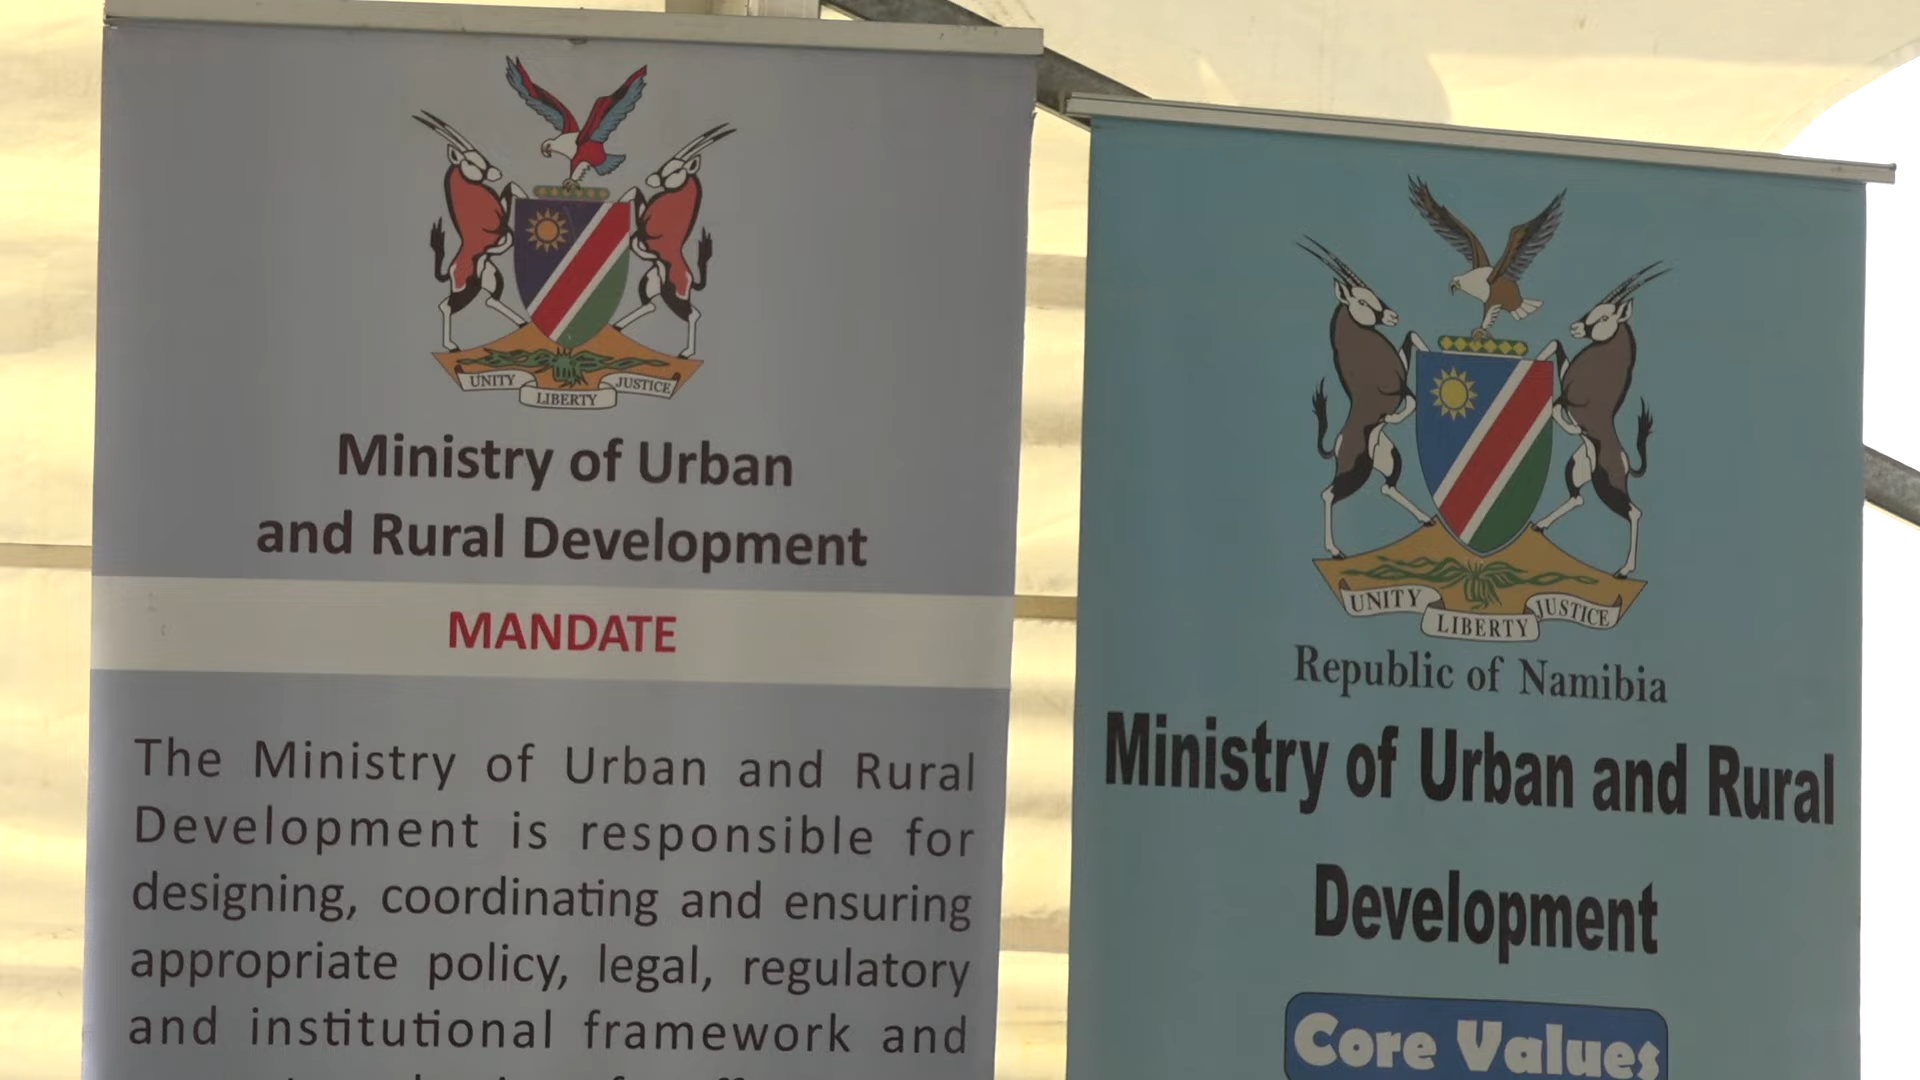 UNITY
LIBERTY
JUSTICE
Ministry of Urban
and Rural Development
MANDATE
The Ministry of Urban and Rural
Development is responsible for
designing, coordinating and ensuring
appropriate policy, legal, regulatory
and institutional framework and
UNITY
LIBERTY
JUSTICE
Republic of Namibia
Ministry of Urban and Rural
Development
Core Values